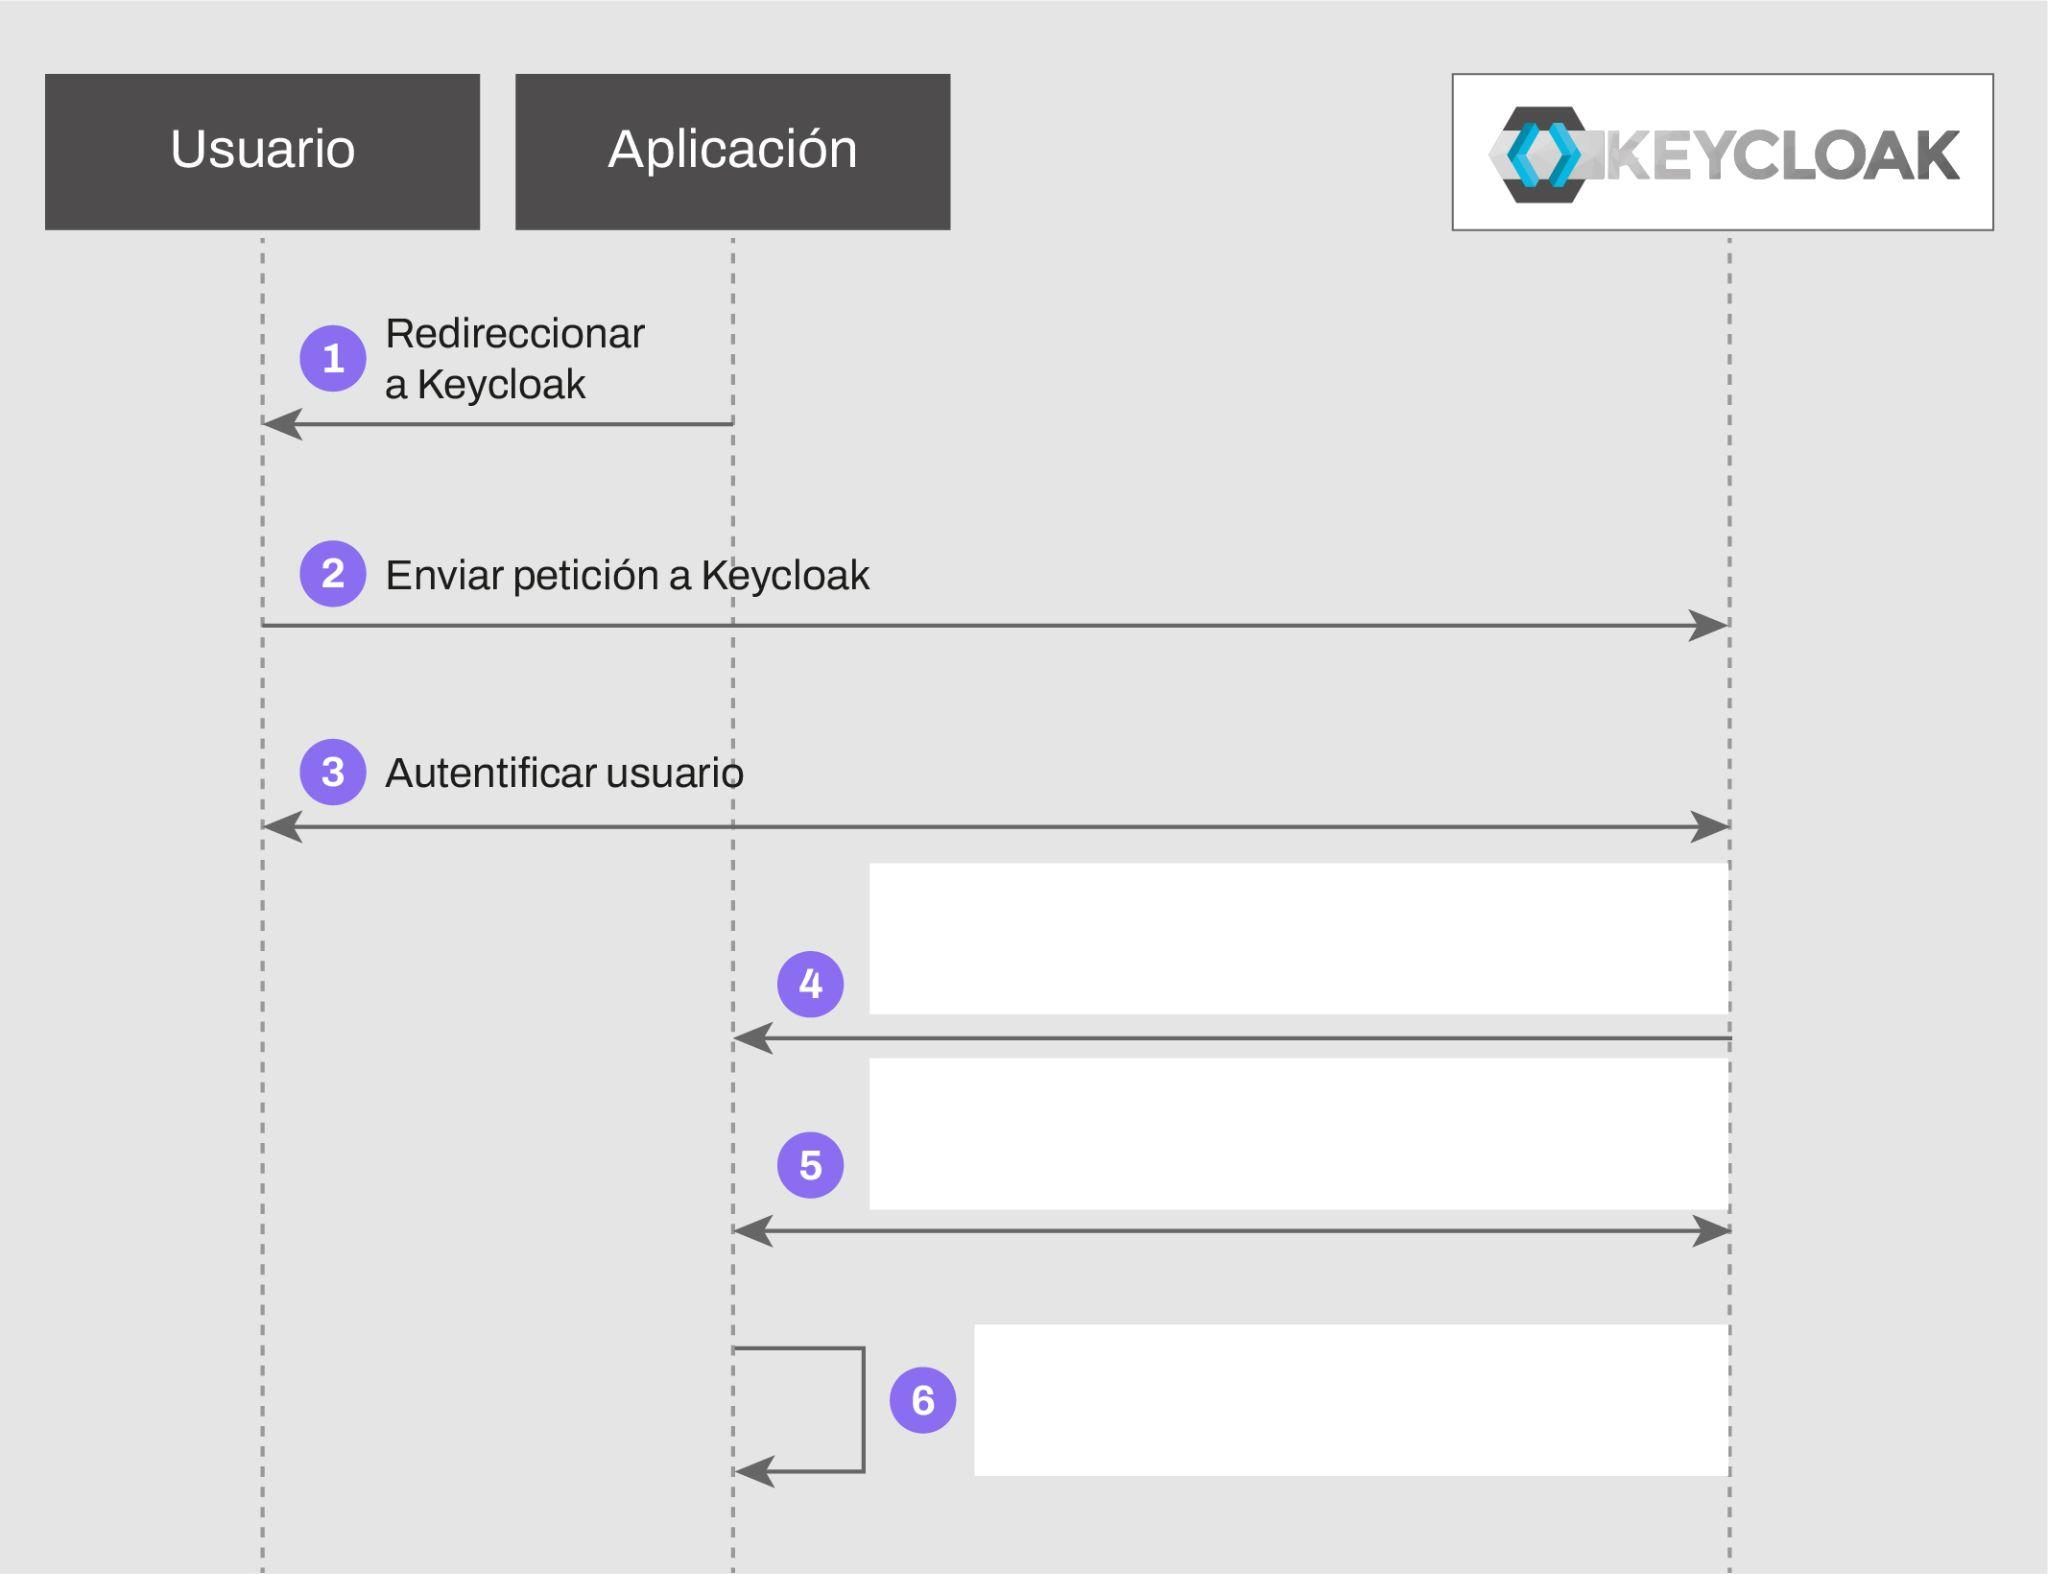 Usuario
Aplicación
KEYCLOAK
1
Redireccionar
a Keycloak
2
Enviar petición a Keycloak
3
Autentificar usuario
4
5
6